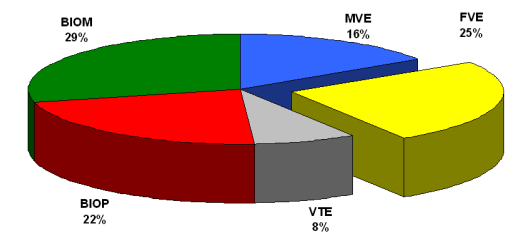 BIOM
29%
MVE
16%
FVE
25%
BIOP
22%
VTE
8%